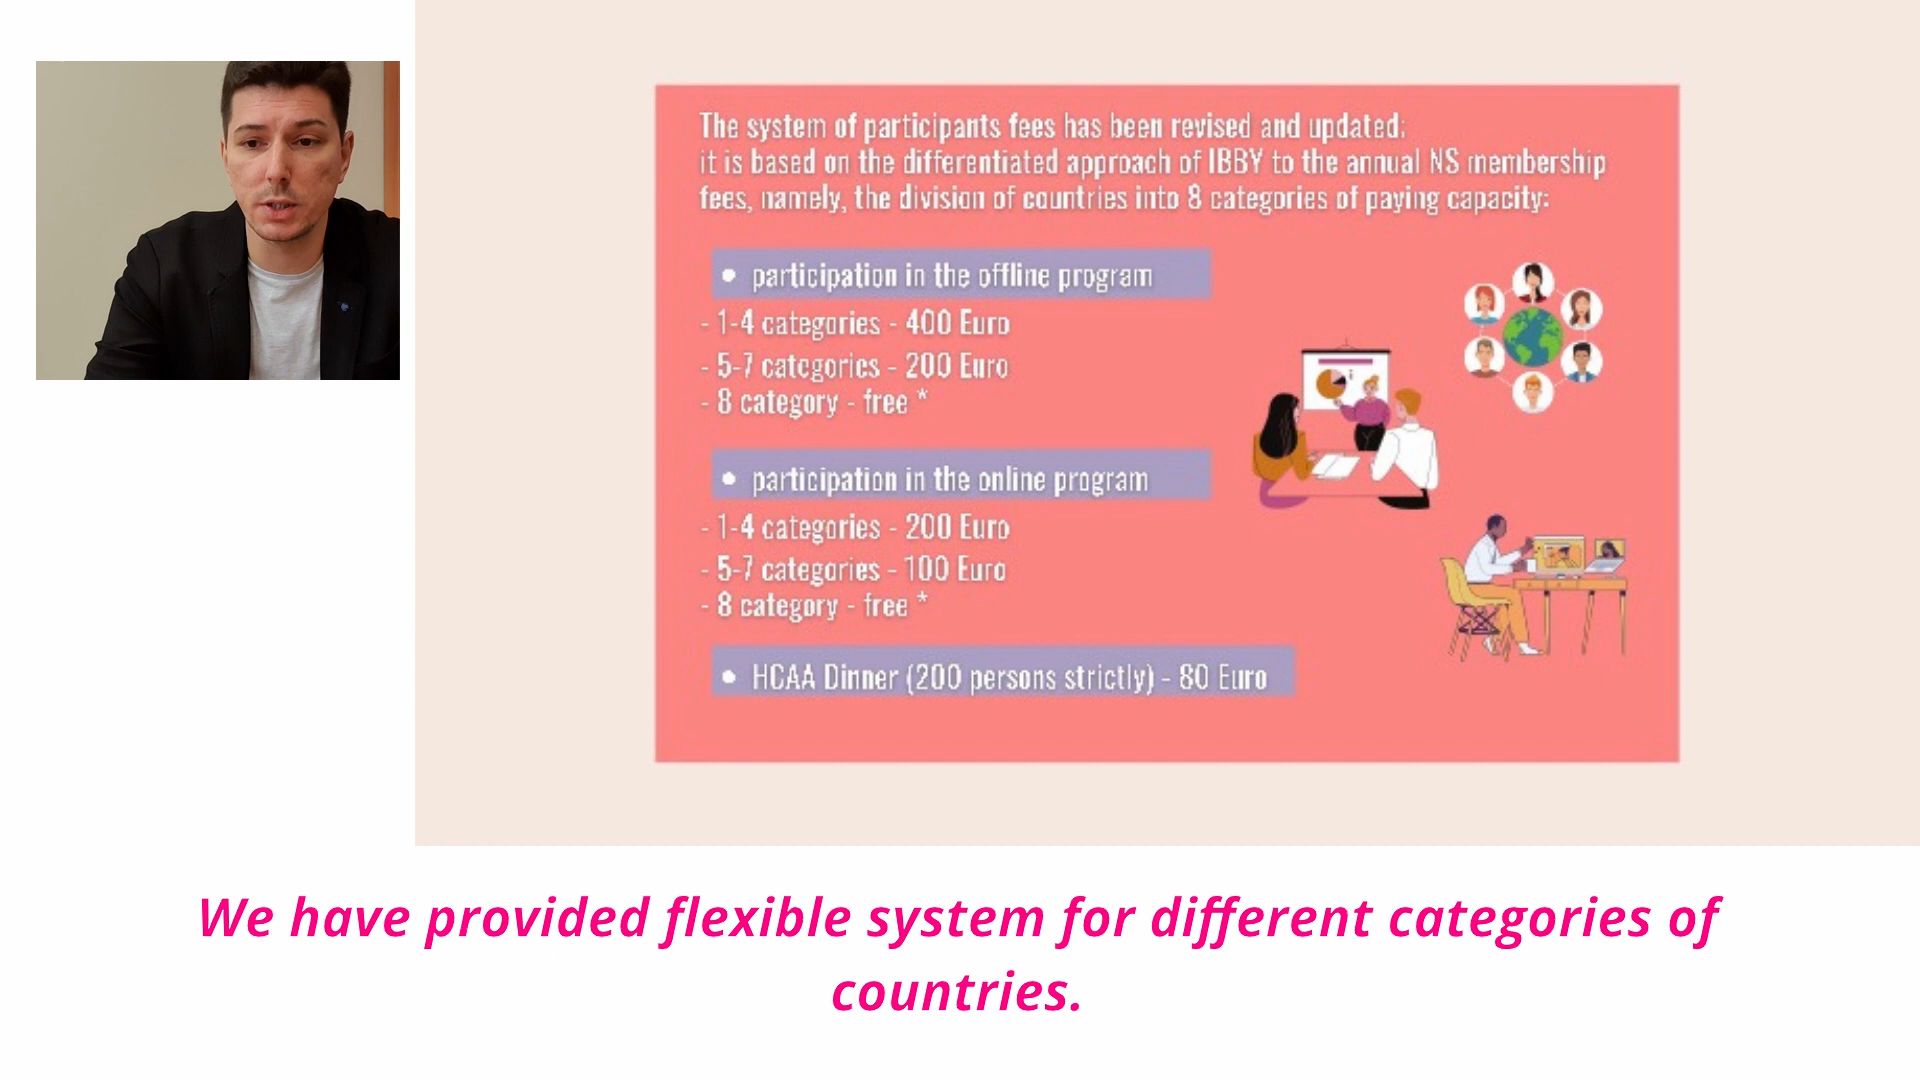 The system of participants fees has been revised and updated:
it is based on the differentiated approach of IBBY to the annual NS membership
fees, namely, the division of countries into 8 categories of paying capacity:
• participation in the offline program
- 1-4 categories - 400 Euro
- 5-7 categories - 200 Euro
- 8 category - free *
• participation in the online program
- 1-4 categories - 200 Euro
- 5-7 categories - 100 Euro
- 8 category - free *
• HCAA Dinner (200 persons strictly) - 80 Euro
We have provided flexible system for different categories of
countries.